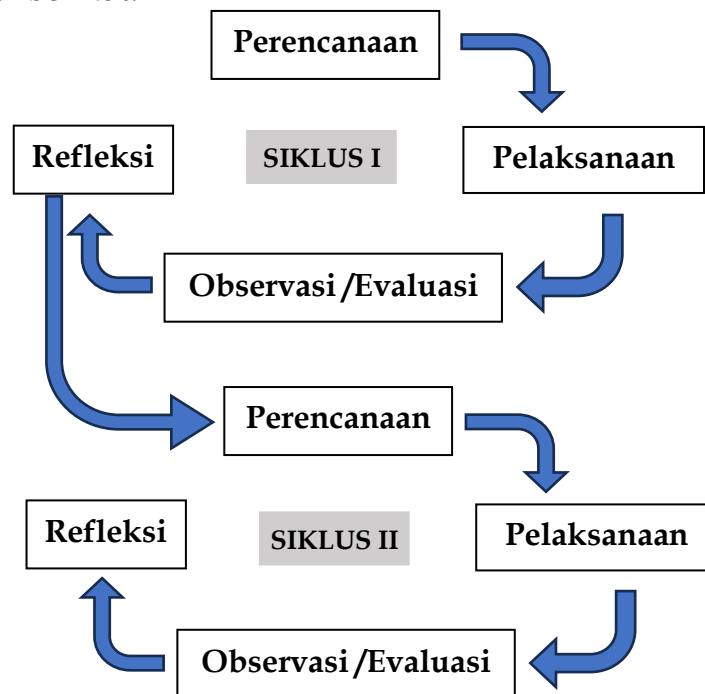 Perencanaan
Refleksi
SIKLUS I
Pelaksanaan
Observasi /Evaluasi
Perencanaan
Refleksi
SIKLUS II
Pelaksanaan
Observasi /Evaluasi